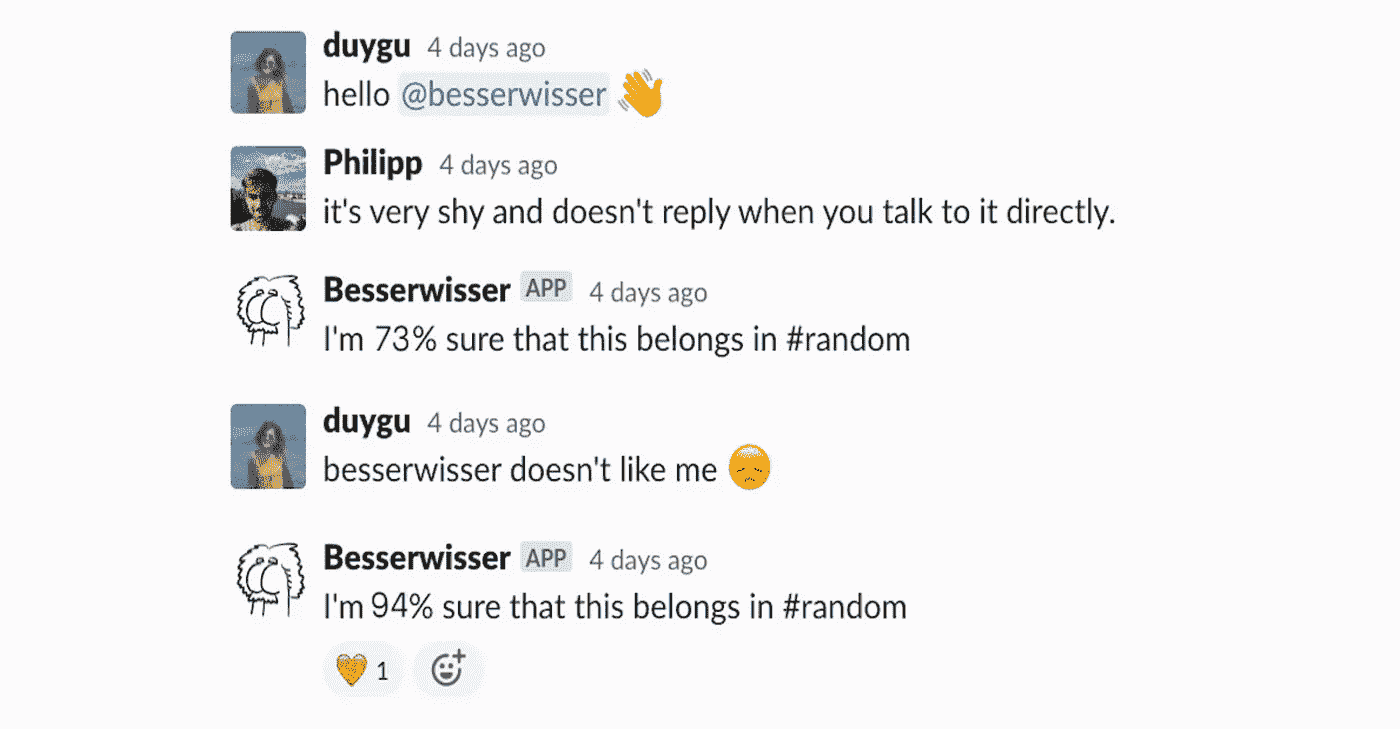 duygu 4 days ago
hello @besserwisser 👋
Philipp 4 days ago
it's very shy and doesn't reply when you talk to it directly.
Besserwisser APP 4 days ago
I'm 73% sure that this belongs in #random
duygu 4 days ago
besserwisser doesn't like me 😞
Besserwisser APP 4 days ago
I'm 94% sure that this belongs in #random
🧡 1